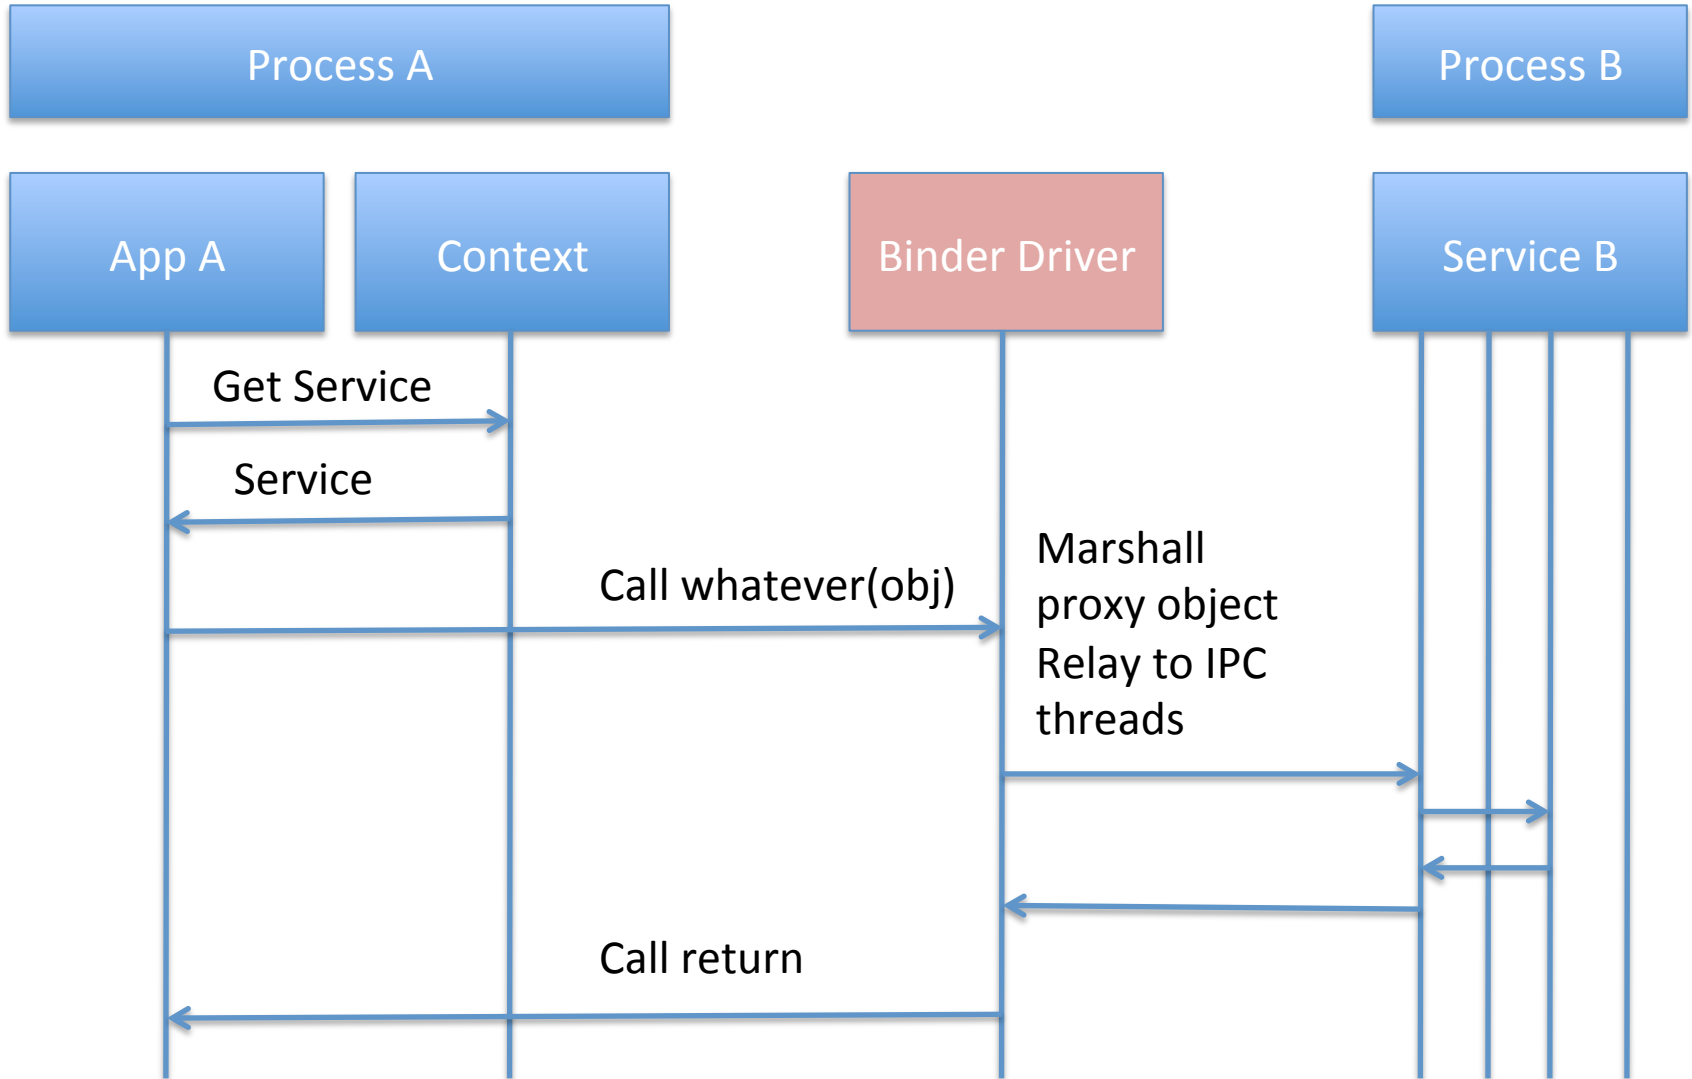 Process A
Process B
App A
Context
Binder Driver
Service B
Get Service
Service
Call whatever(obj)
Marshall
proxy object
Relay to IPC
threads
Call return